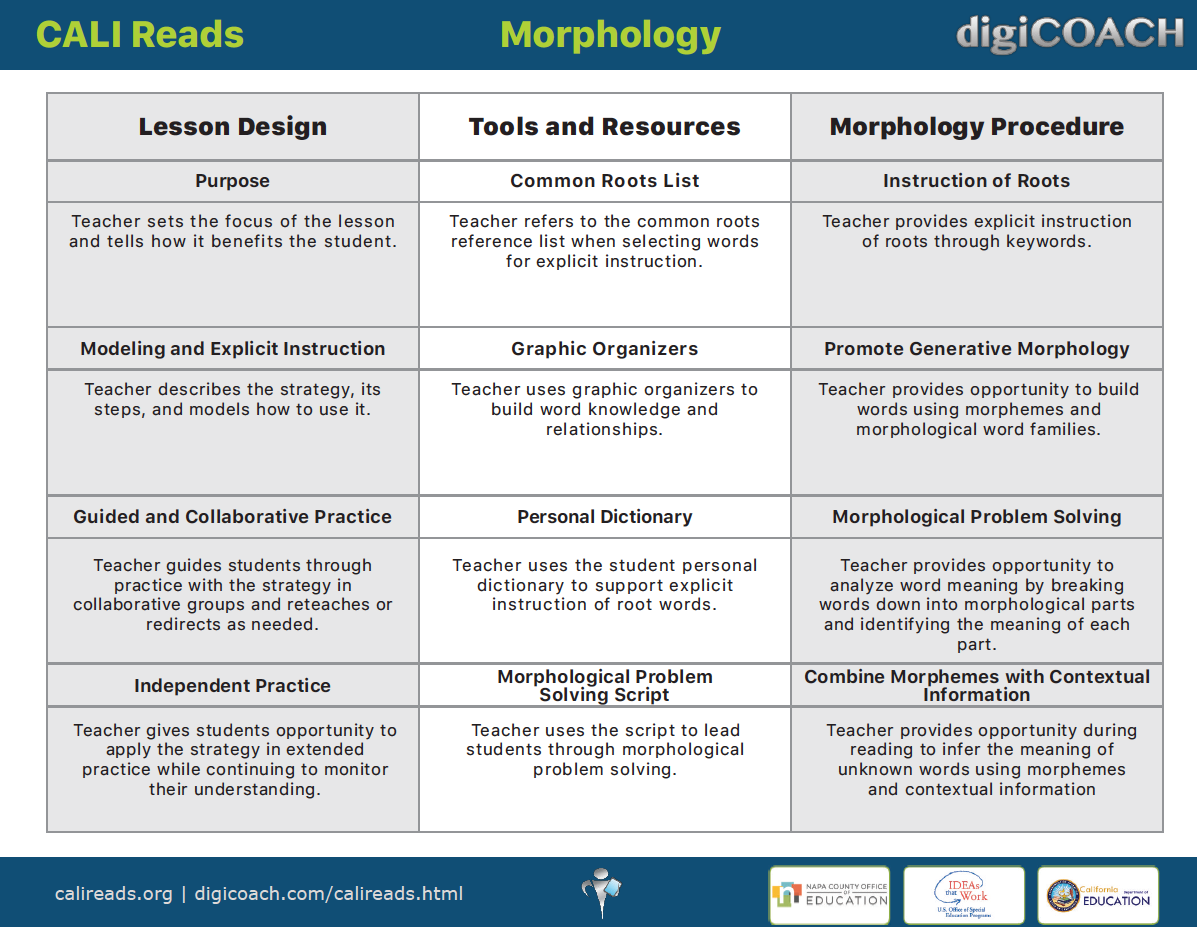 CALI Reads
Morphology
digiCOACH
Lesson Design
Tools and Resources
Morphology Procedure
Purpose
Common Roots List
Instruction of Roots
Teacher sets the focus of the lesson
and tells how it benefits the student.
Teacher refers to the common roots
reference list when selecting words
for explicit instruction.
Teacher provides explicit instruction
of roots through keywords.
Modeling and Explicit Instruction
Graphic Organizers
Promote Generative Morphology
Teacher describes the strategy, its
steps, and models how to use it.
Teacher uses graphic organizers to
build word knowledge and
relationships.
Teacher provides opportunity to build
words using morphemes and
morphological word families.
Guided and Collaborative Practice
Personal Dictionary
Morphological Problem Solving
Teacher guides students through
practice with the strategy in
collaborative groups and reteaches or
redirects as needed.
Teacher uses the student personal
dictionary to support explicit
instruction of root words.
Teacher provides opportunity to
analyze word meaning by breaking
words down into morphological parts
and identifying the meaning of each
part.
Independent Practice
Morphological Problem
Solving Script
Combine Morphemes with Contextual
Information
Teacher gives students opportunity to
apply the strategy in extended
practice while continuing to monitor
their understanding.
Teacher uses the script to lead
students through morphological
problem solving.
Teacher provides opportunity during
reading to infer the meaning of
unknown words using morphemes
and contextual information
calireads.org | digicoach.com/calireads.html
NAPA COUNTY OFFICE
OF
EDUCATION
IDEAs
that Work
U.S. Office of Special
Education Programs
California Department of
EDUCATION